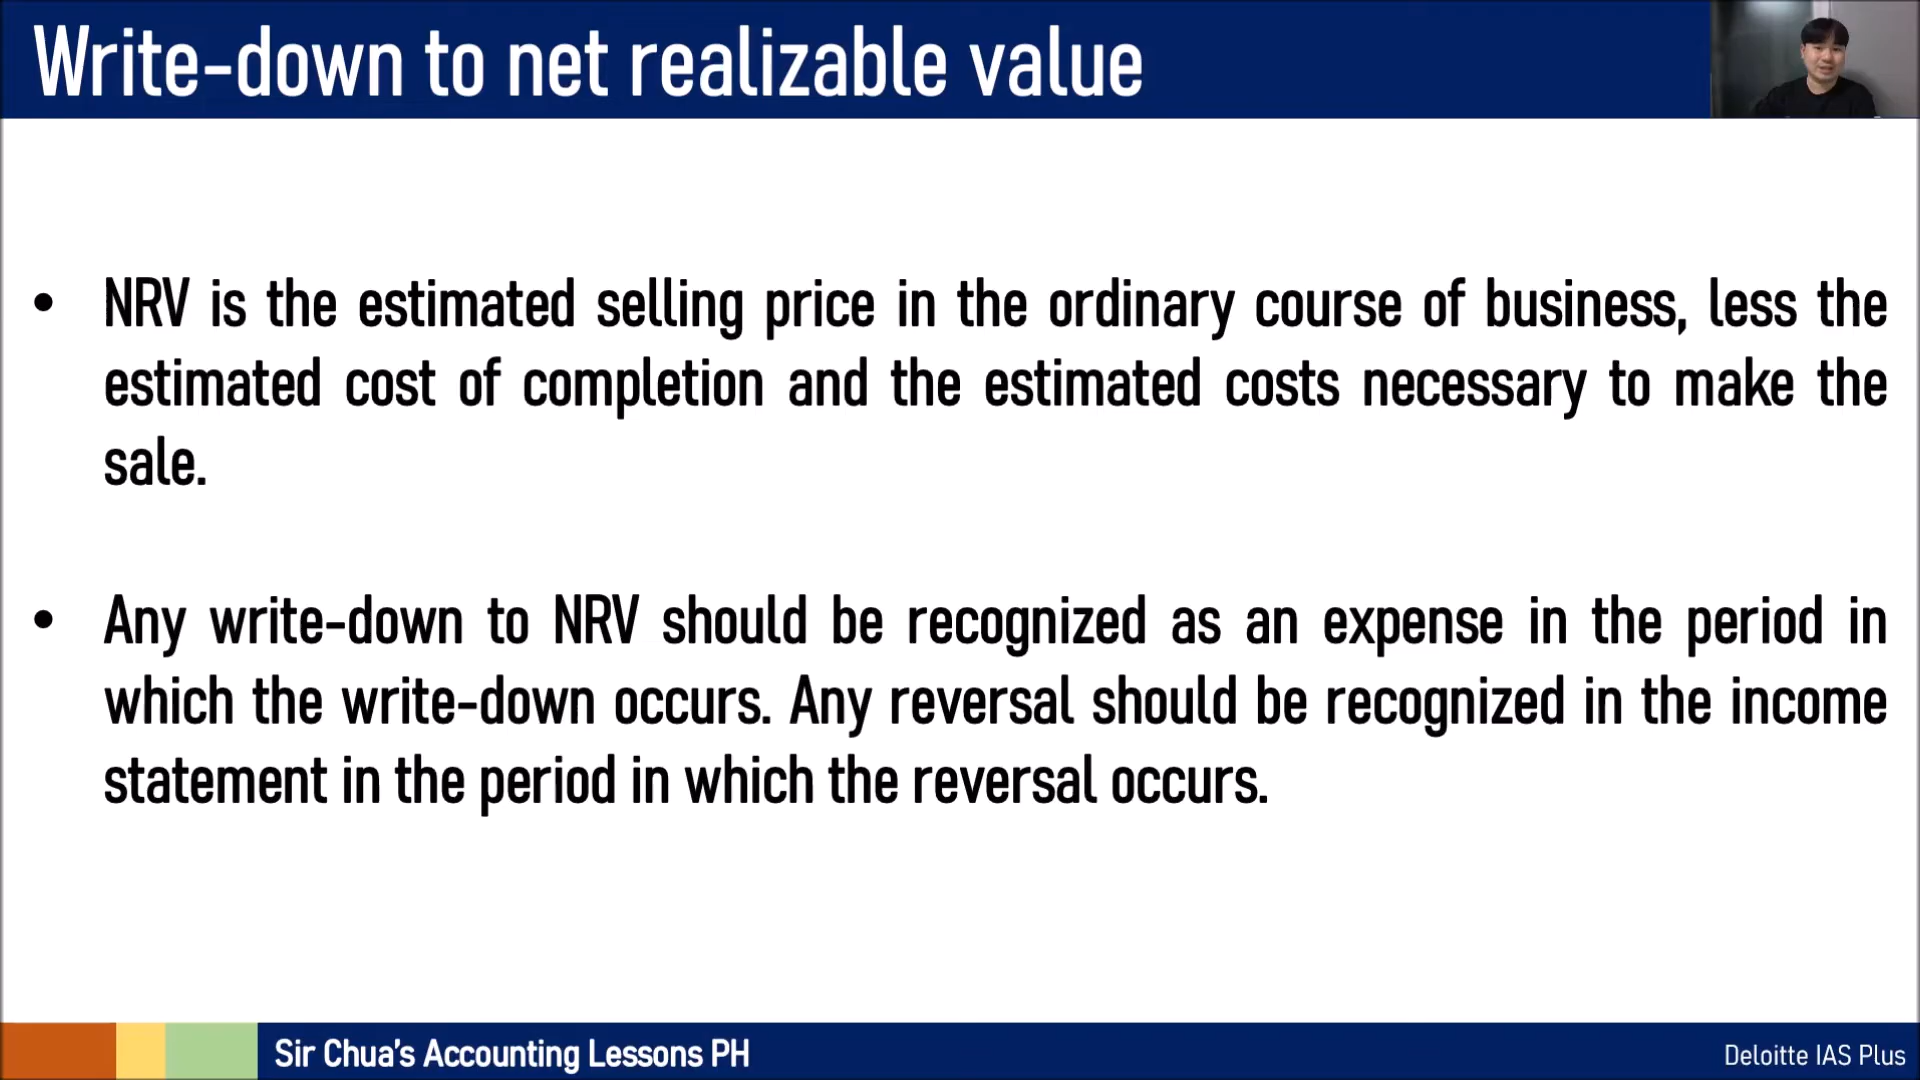 Write-down to net realizable value
• NRV is the estimated selling price in the ordinary course of business, less the
estimated cost of completion and the estimated costs necessary to make the
sale.
• Any write-down to NRV should be recognized as an expense in the period in
which the write-down occurs. Any reversal should be recognized in the income
statement in the period in which the reversal occurs.
Sir Chua's Accounting Lessons PH
Deloitte IAS Plus